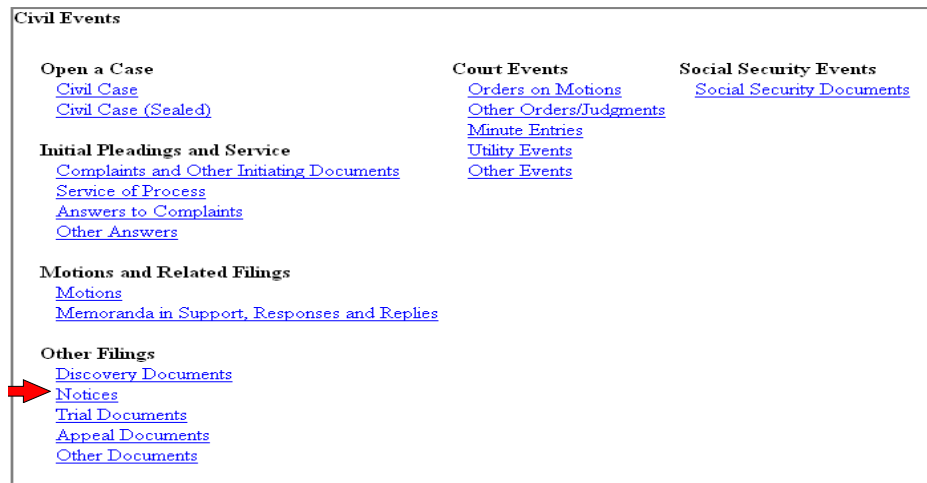 Civil Events
Open a Case
Civil Case
Civil Case (Sealed)
Initial Pleadings and Service
Complaints and Other Initiating Documents
Service of Process
Answers to Complaints
Other Answers
Motions and Related Filings
Motions
Memoranda in Support, Responses and Replies
Other Filings
Discovery Documents
Notices
Trial Documents
Appeal Documents
Other Documents
Court Events
Orders on Motions
Other Orders/Judgments
Minute Entries
Utility Events
Other Events
Social Security Events
Social Security Documents